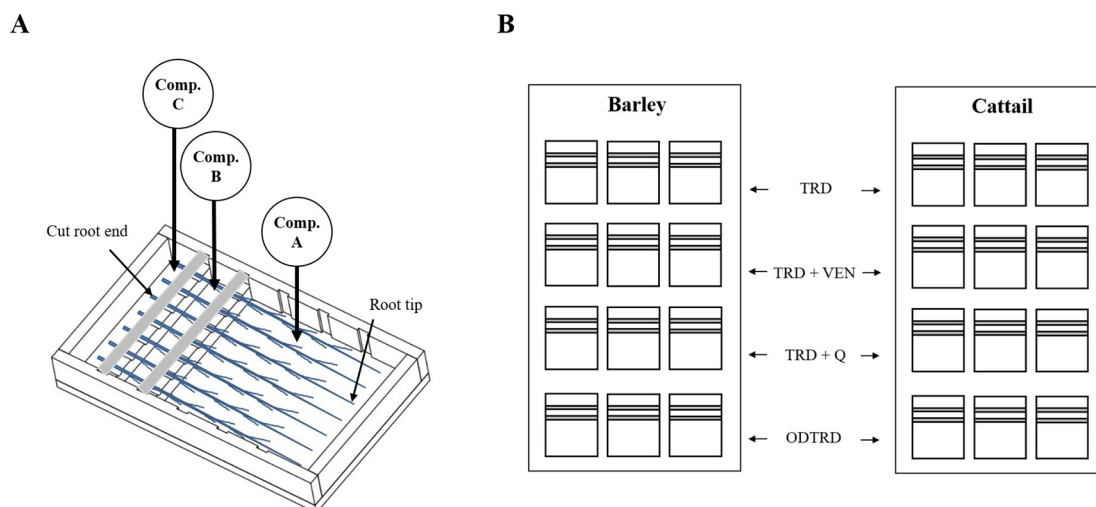 A
Comp.
C
Comp.
B
Comp.
A
Cut root end
Root tip
B
Barley
Cattail
TRD
TRD + VEN
TRD + Q
ODTRD